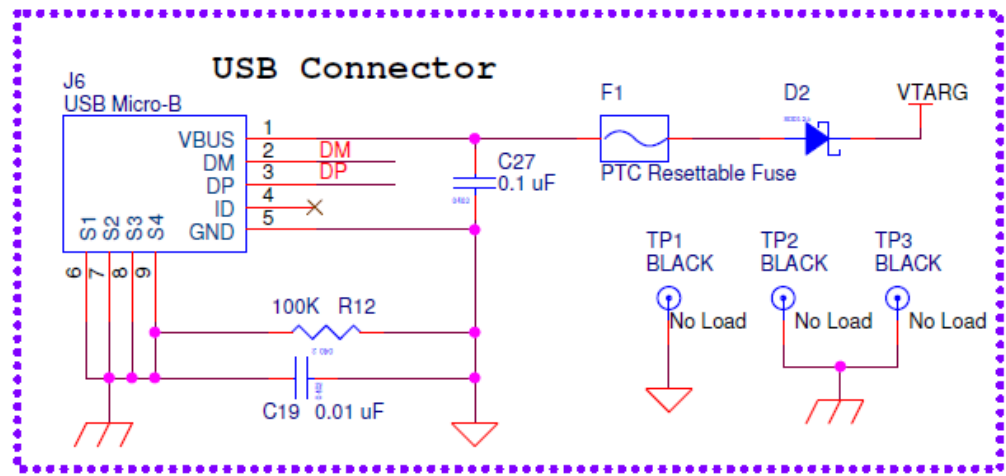 USB Connector
J6
USB Micro-B
VBUS 1
DM 2 DM
DP 3 DP
ID 4
GND 5
S1 S2 S3 S4
6 7 8 9
C27
0.1 uF
F1
PTC Resettable Fuse
D2
VTARG
100K R12
C19 0.01 uF
TP1
BLACK
No Load
TP2
BLACK
No Load
TP3
BLACK
No Load